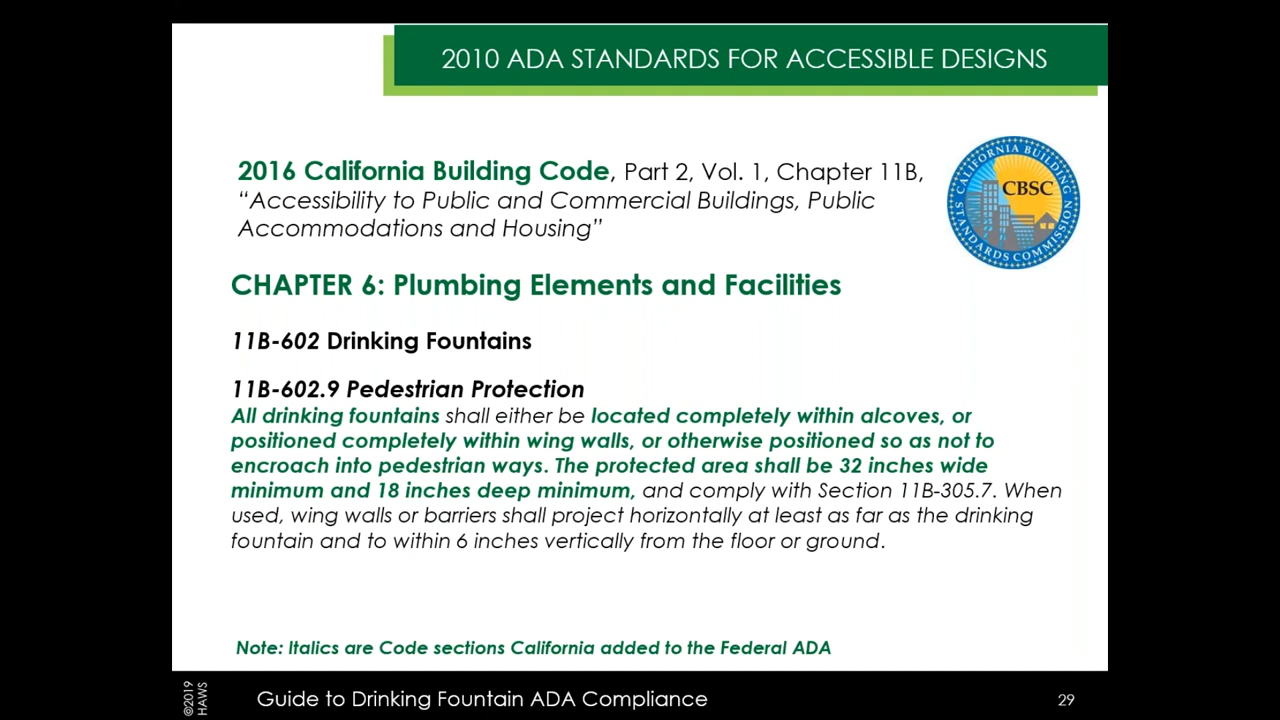 2010 ADA STANDARDS FOR ACCESSIBLE DESIGNS
2016 California Building Code, Part 2, Vol. 1, Chapter 11B,
“Accessibility to Public and Commercial Buildings, Public
Accommodations and Housing”
CALIFORNIA BUILDING
CBSC
STANDARDS COMMISSION
CHAPTER 6: Plumbing Elements and Facilities
11B-602 Drinking Fountains
11B-602.9 Pedestrian Protection
All drinking fountains shall either be located completely within alcoves, or
positioned completely within wing walls, or otherwise positioned so as not to
encroach into pedestrian ways. The protected area shall be 32 inches wide
minimum and 18 inches deep minimum, and comply with Section 11B-305.7. When
used, wing walls or barriers shall project horizontally at least as far as the drinking
fountain and to within 6 inches vertically from the floor or ground.
Note: Italics are Code sections California added to the Federal ADA
©2019
HAWS
Guide to Drinking Fountain ADA Compliance
29